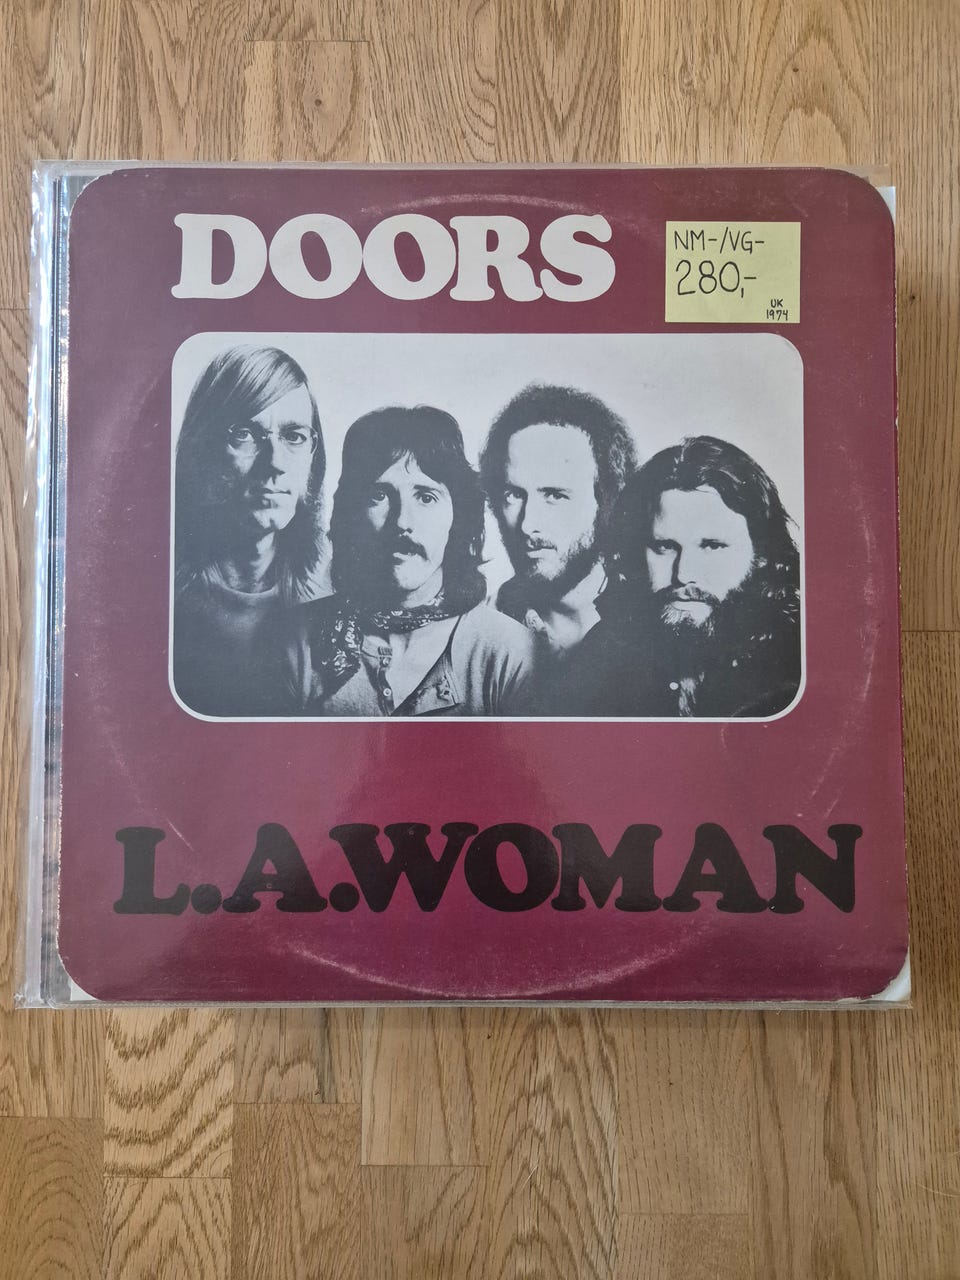 DOORS
NM-/VG-
280,-
UK
1974
L.A.WOMAN